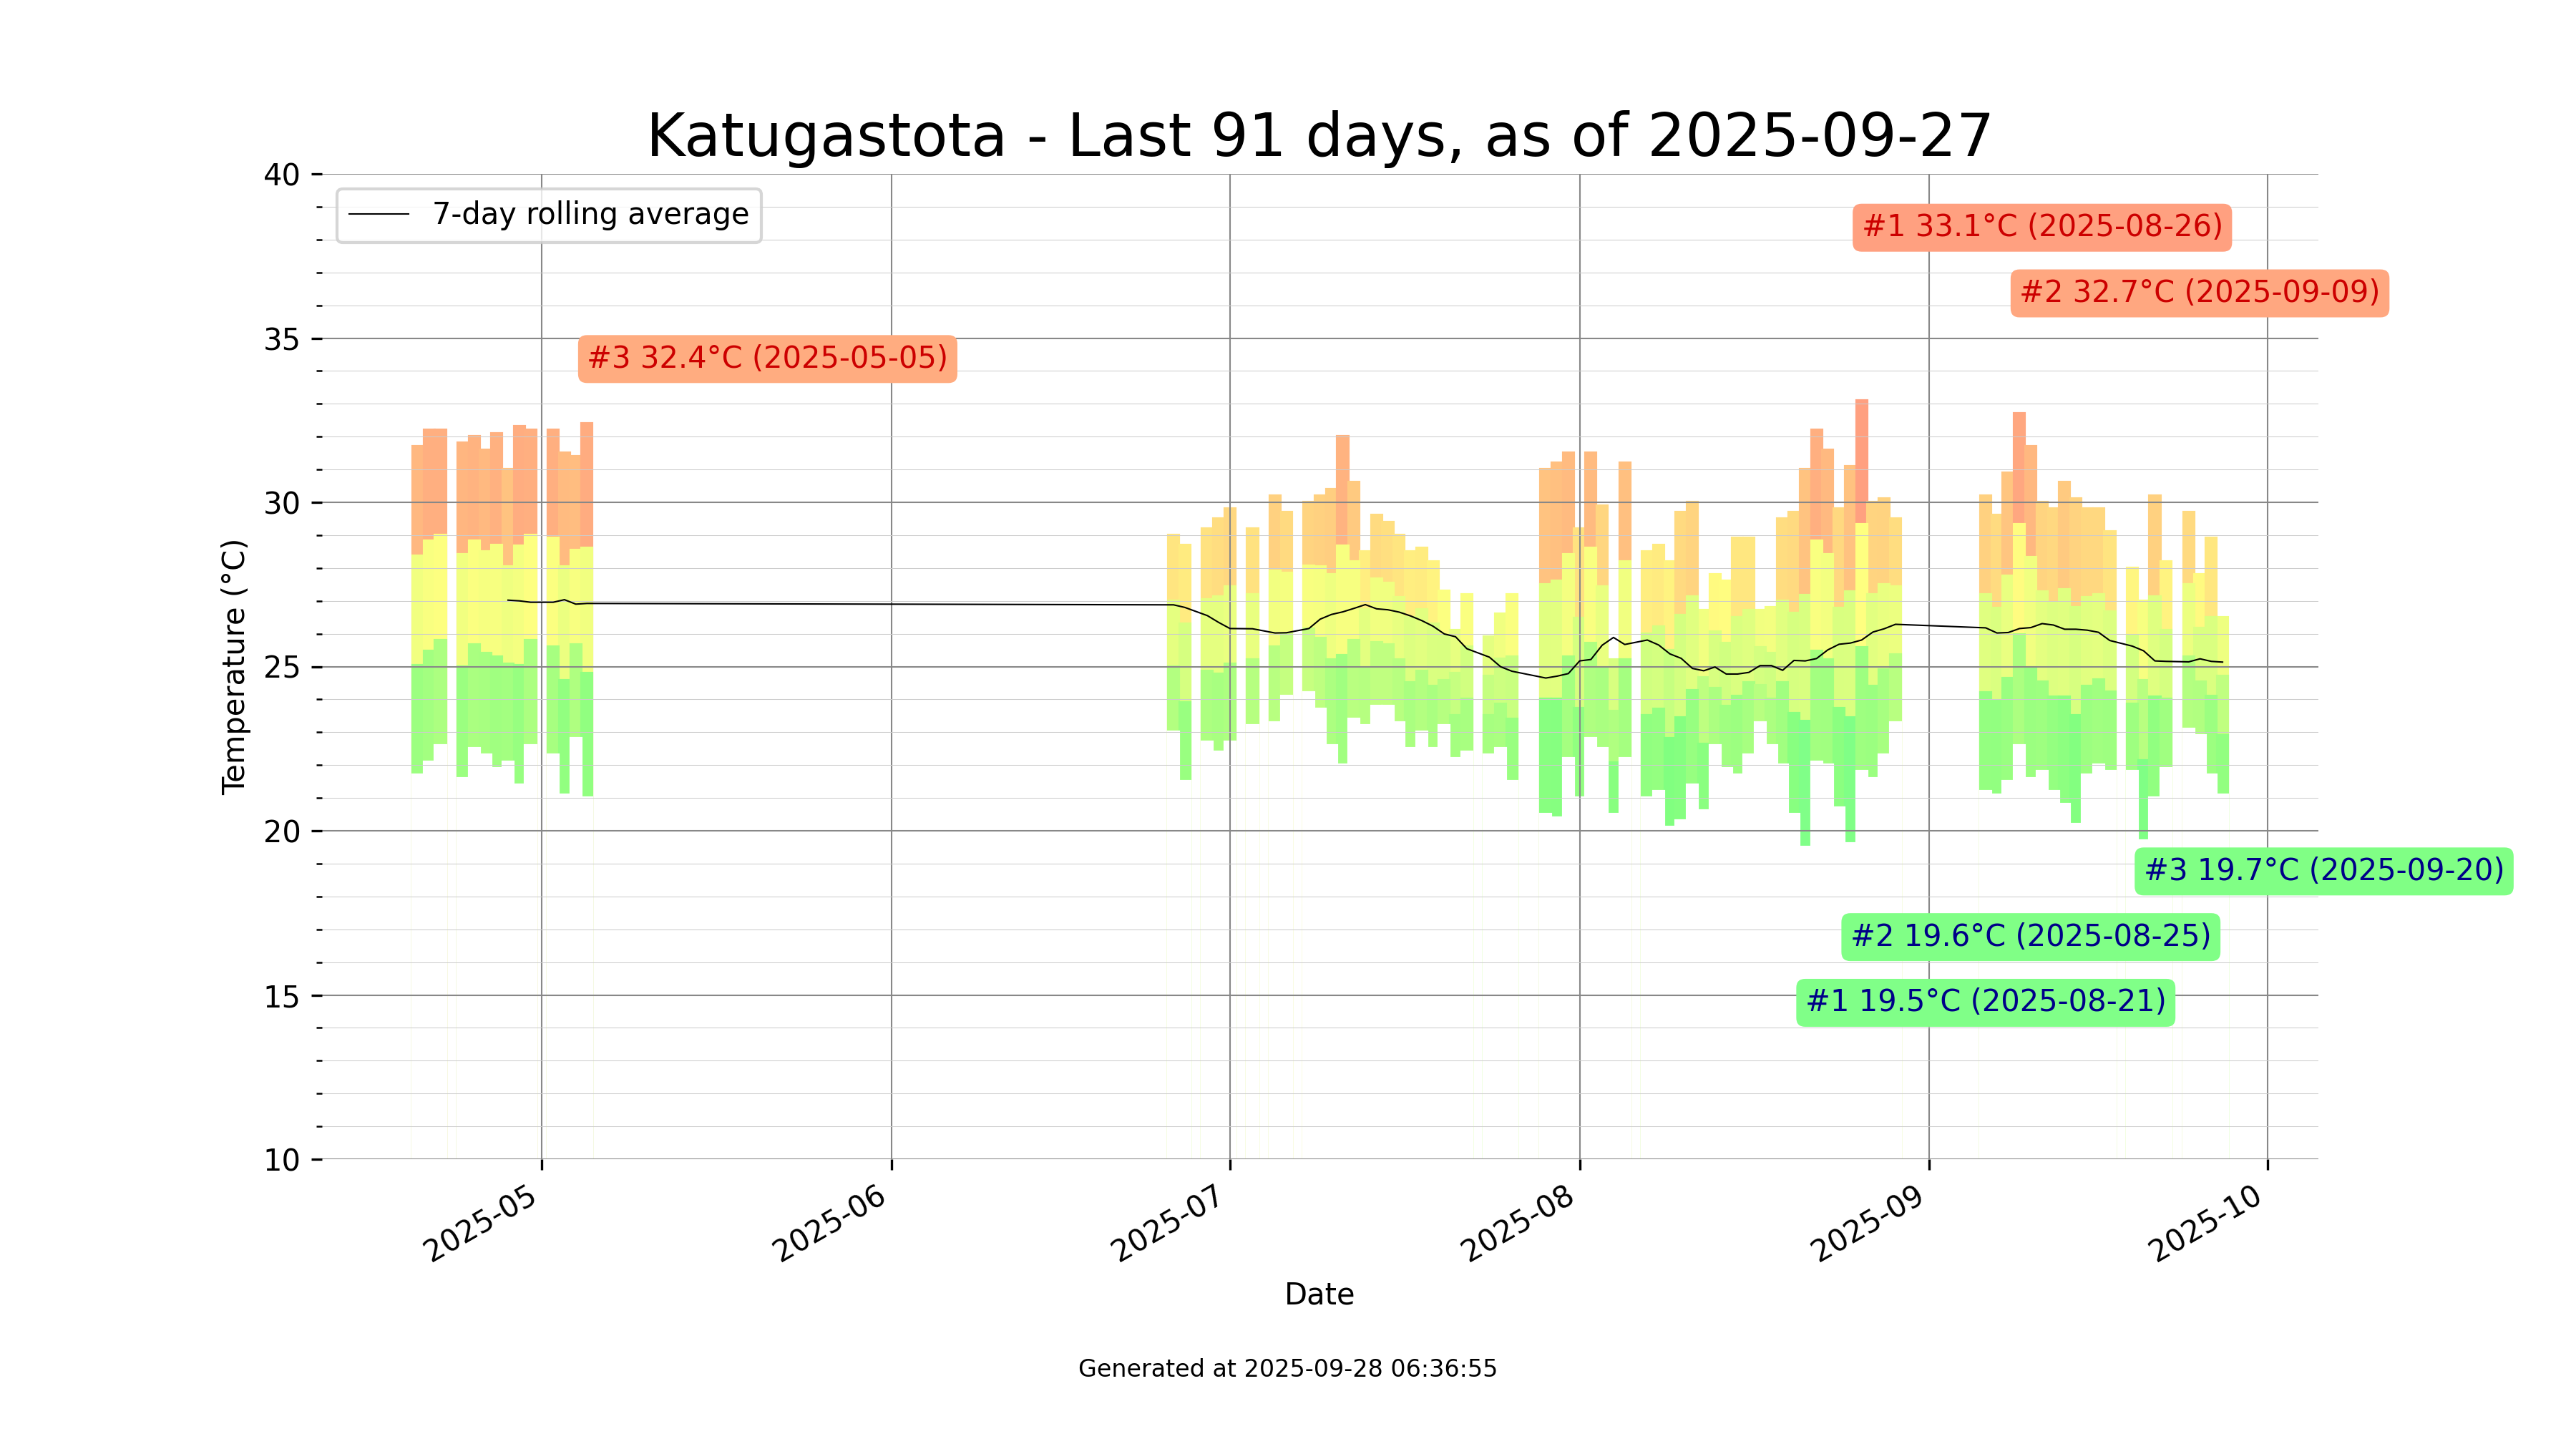 Katugastota - Last 91 days, as of 2025-09-27
40
7-day rolling average
#1 33.1°C (2025-08-26)
#2 32.7°C (2025-09-09)
35
#3 32.4°C (2025-05-05)
30
Temperature (°C)
25
20
#3 19.7°C (2025-09-20)
#2 19.6°C (2025-08-25)
15
#1 19.5°C (2025-08-21)
10
2025-05
2025-06
2025-07
2025-08
2025-09
2025-10
Date
Generated at 2025-09-28 06:36:55